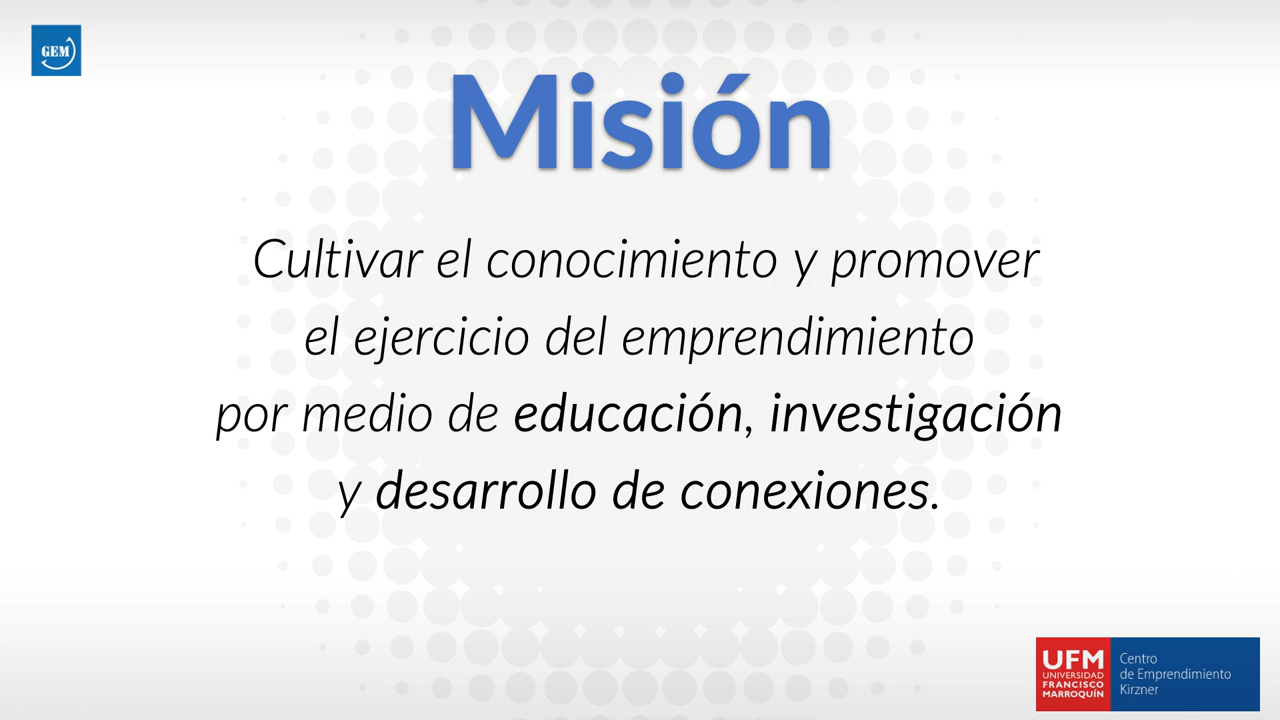 GEM
Misión
Cultivar el conocimiento y promover
el ejercicio del emprendimiento
por medio de educación, investigación
y desarrollo de conexiones.
UFM
UNIVERSIDAD
FRANCISCO
MARROQUÍN
Centro
de Emprendimiento
Kirzner